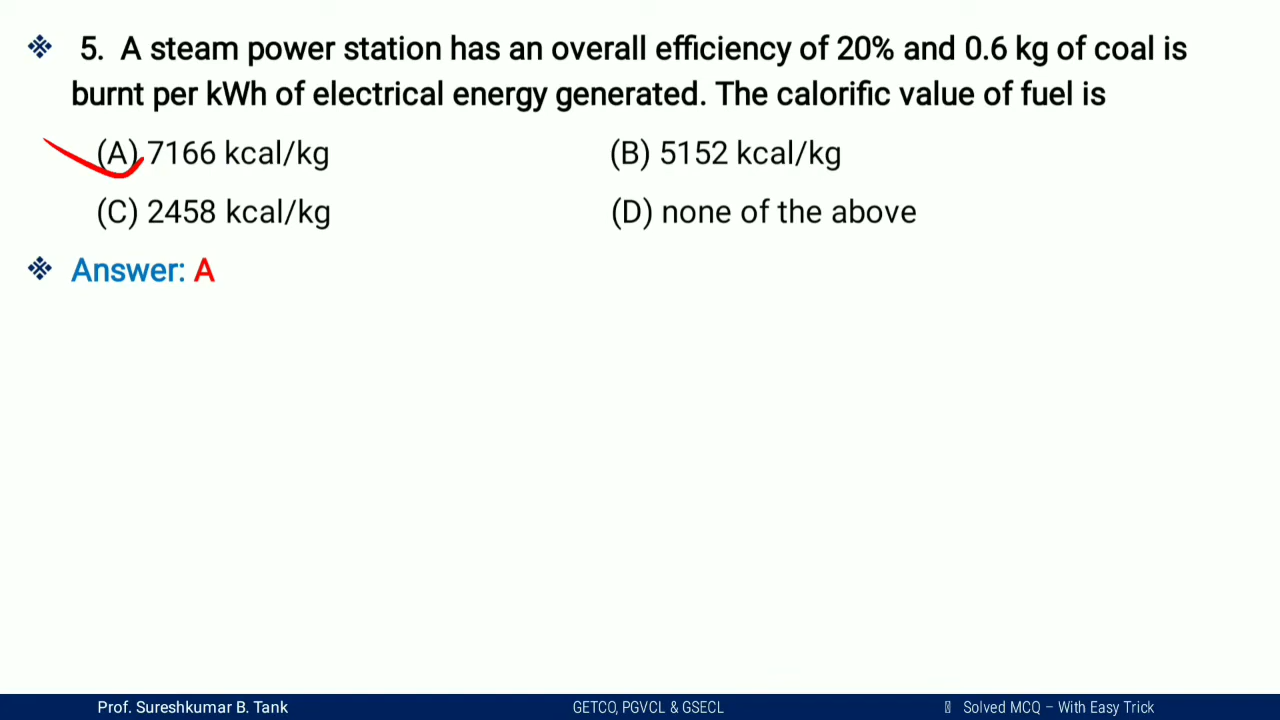 5. A steam power station has an overall efficiency of 20% and 0.6 kg of coal is
burnt per kWh of electrical energy generated. The calorific value of fuel is
(A) 7166 kcal/kg (B) 5152 kcal/kg
(C) 2458 kcal/kg (D) none of the above
Answer: A
Prof. Sureshkumar B. Tank GETCO, PGVCL & GSECL Solved MCQ – With Easy Trick